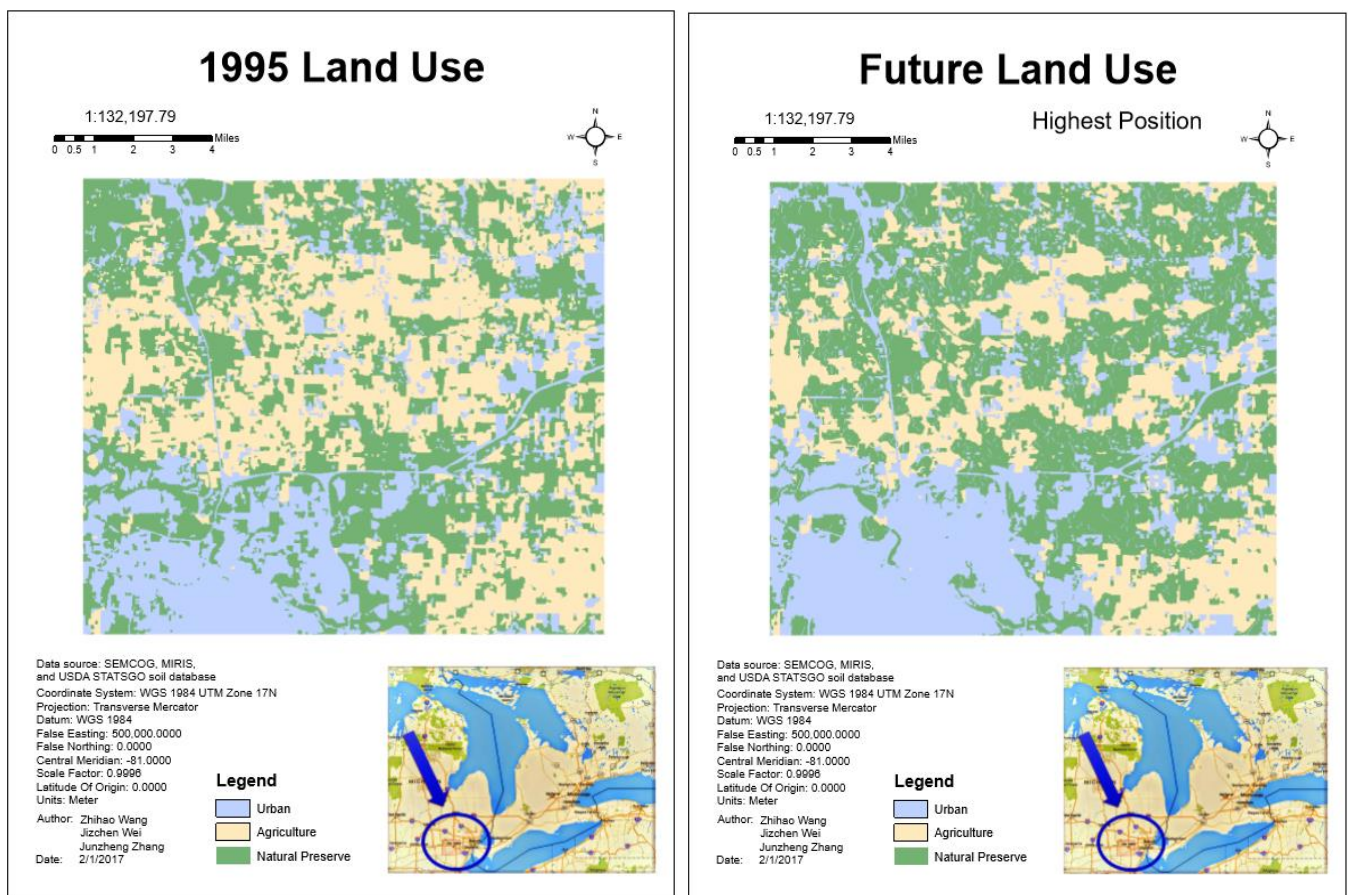 1995 Land Use
1:132,197.79
Miles
0 0.5 1 2 3 4
N
W E
S
Data source: SEMCOG, MIRIS,
and USDA STATSGO soil database
Coordinate System: WGS 1984 UTM Zone 17N
Projection: Transverse Mercator
Datum: WGS 1984
False Easting: 500,000.0000
False Northing: 0.0000
Central Meridian: -81.0000
Scale Factor: 0.9996
Latitude Of Origin: 0.0000
Units: Meter
Author: Zhihao Wang
Jizchen Wei
Junzheng Zhang
Date: 2/1/2017
Legend
Urban
Agriculture
Natural Preserve
Future Land Use
1:132,197.79
Highest Position
Miles
0 0.5 1 2 3 4
N
W E
S
Data source: SEMCOG, MIRIS,
and USDA STATSGO soil database
Coordinate System: WGS 1984 UTM Zone 17N
Projection: Transverse Mercator
Datum: WGS 1984
False Easting: 500,000.0000
False Northing: 0.0000
Central Meridian: -81.0000
Scale Factor: 0.9996
Latitude Of Origin: 0.0000
Units: Meter
Author: Zhihao Wang
Jizchen Wei
Junzheng Zhang
Date: 2/1/2017
Legend
Urban
Agriculture
Natural Preserve